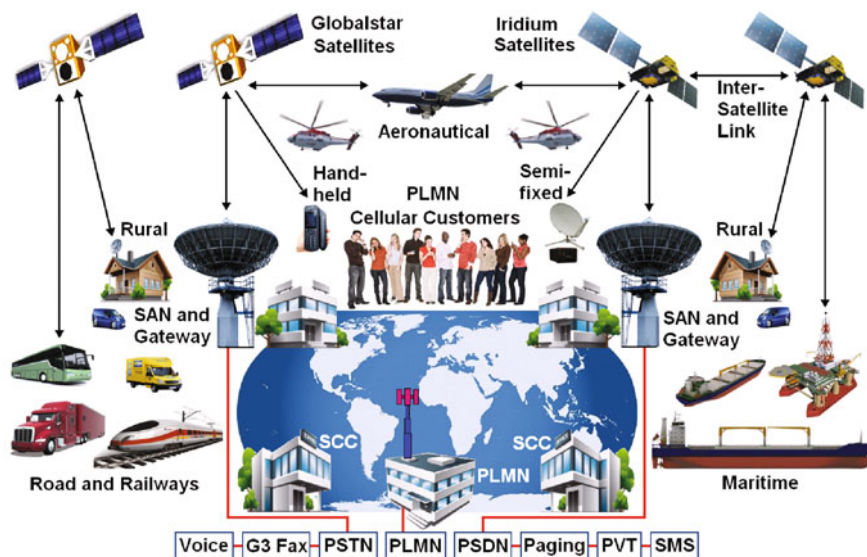 Globalstar
Satellites
Iridium
Satellites
Inter-
Satellite
Link
Aeronautical
Hand-
held
PLMN
Cellular Customers
Semi-
fixed
Rural
Rural
SAN and
Gateway
SAN and
Gateway
SCC
SCC
PLMN
Road and Railways
Maritime
Voice G3 Fax PSTN PLMN PSDN Paging PVT SMS